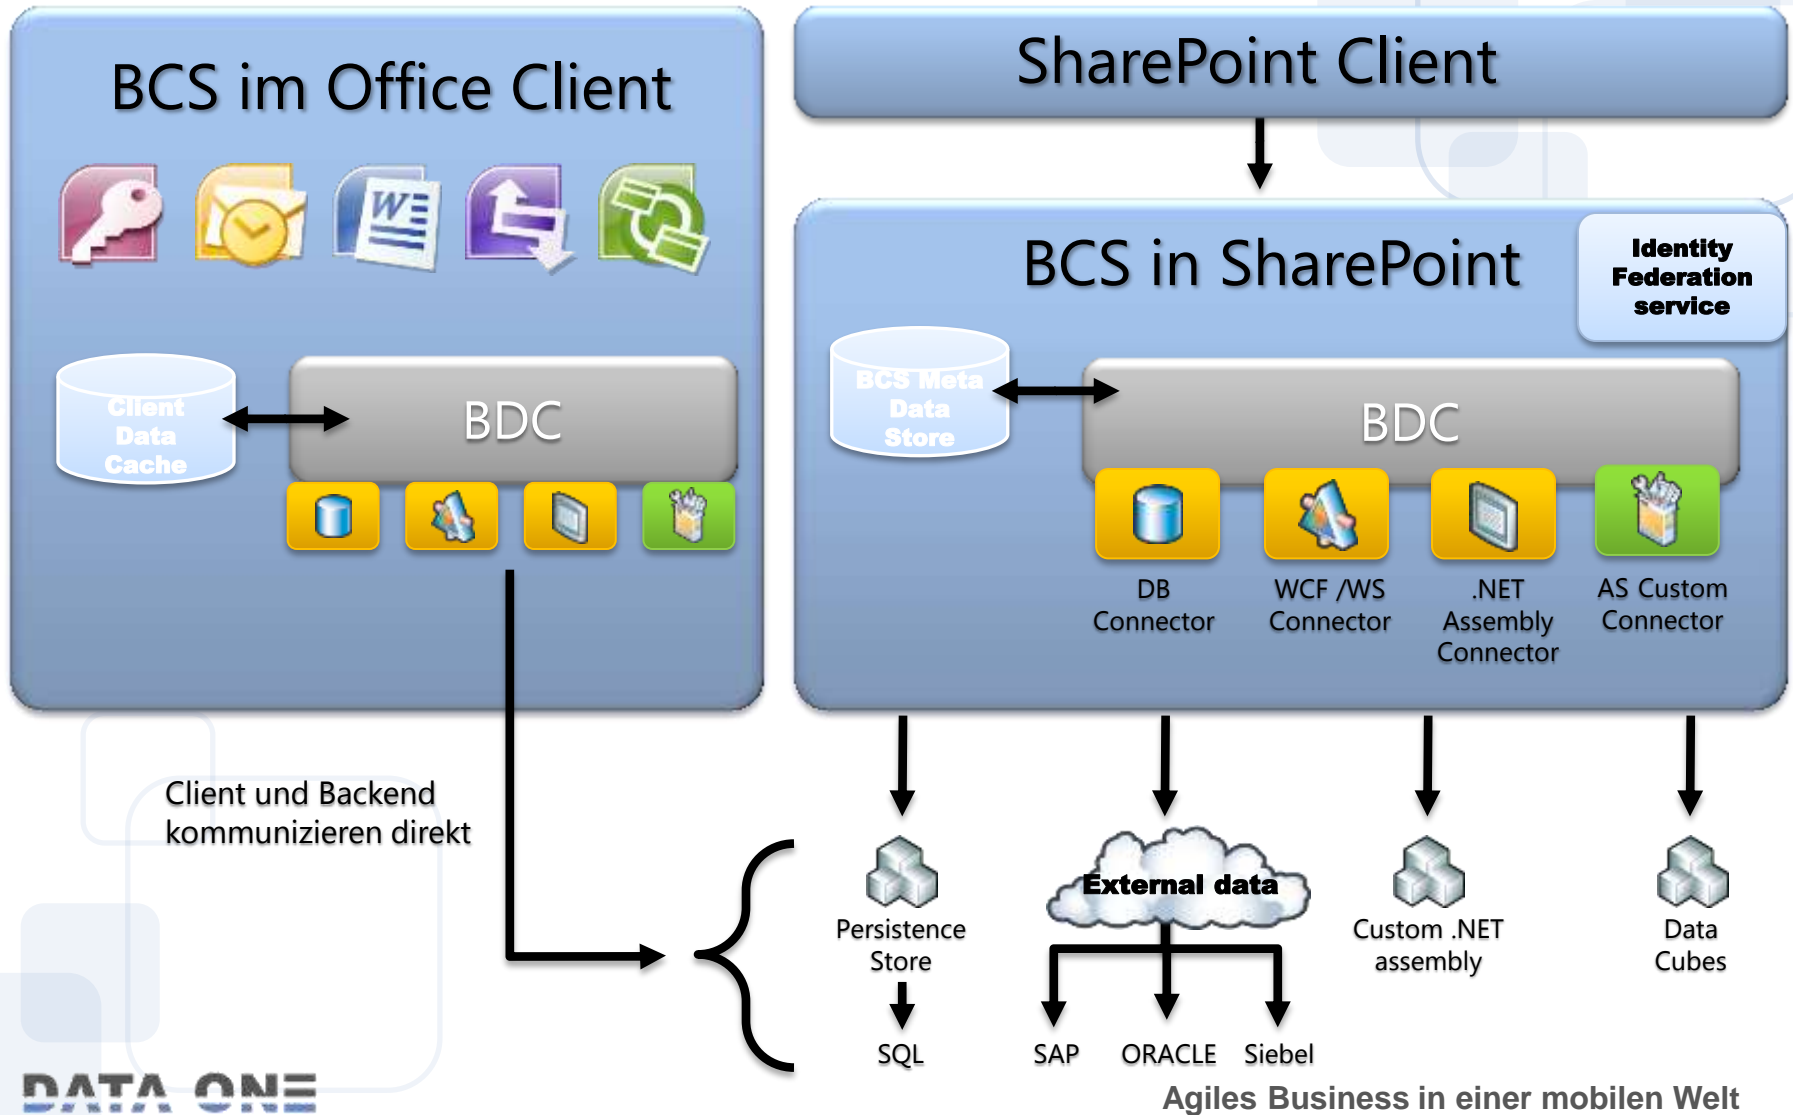 BCS im Office Client
SharePoint Client
BCS in SharePoint
Identity
Federation
service
Client
Data
Cache
BDC
BCS Meta
Data
Store
BDC
DB
Connector
WCF /WS
Connector
.NET
Assembly
Connector
AS Custom
Connector
Client und Backend
kommunizieren direkt
Persistence
Store
SQL
External data
SAP
ORACLE
Siebel
Custom .NET
assembly
Data
Cubes
DATA ONE
Agiles Business in einer mobilen Welt